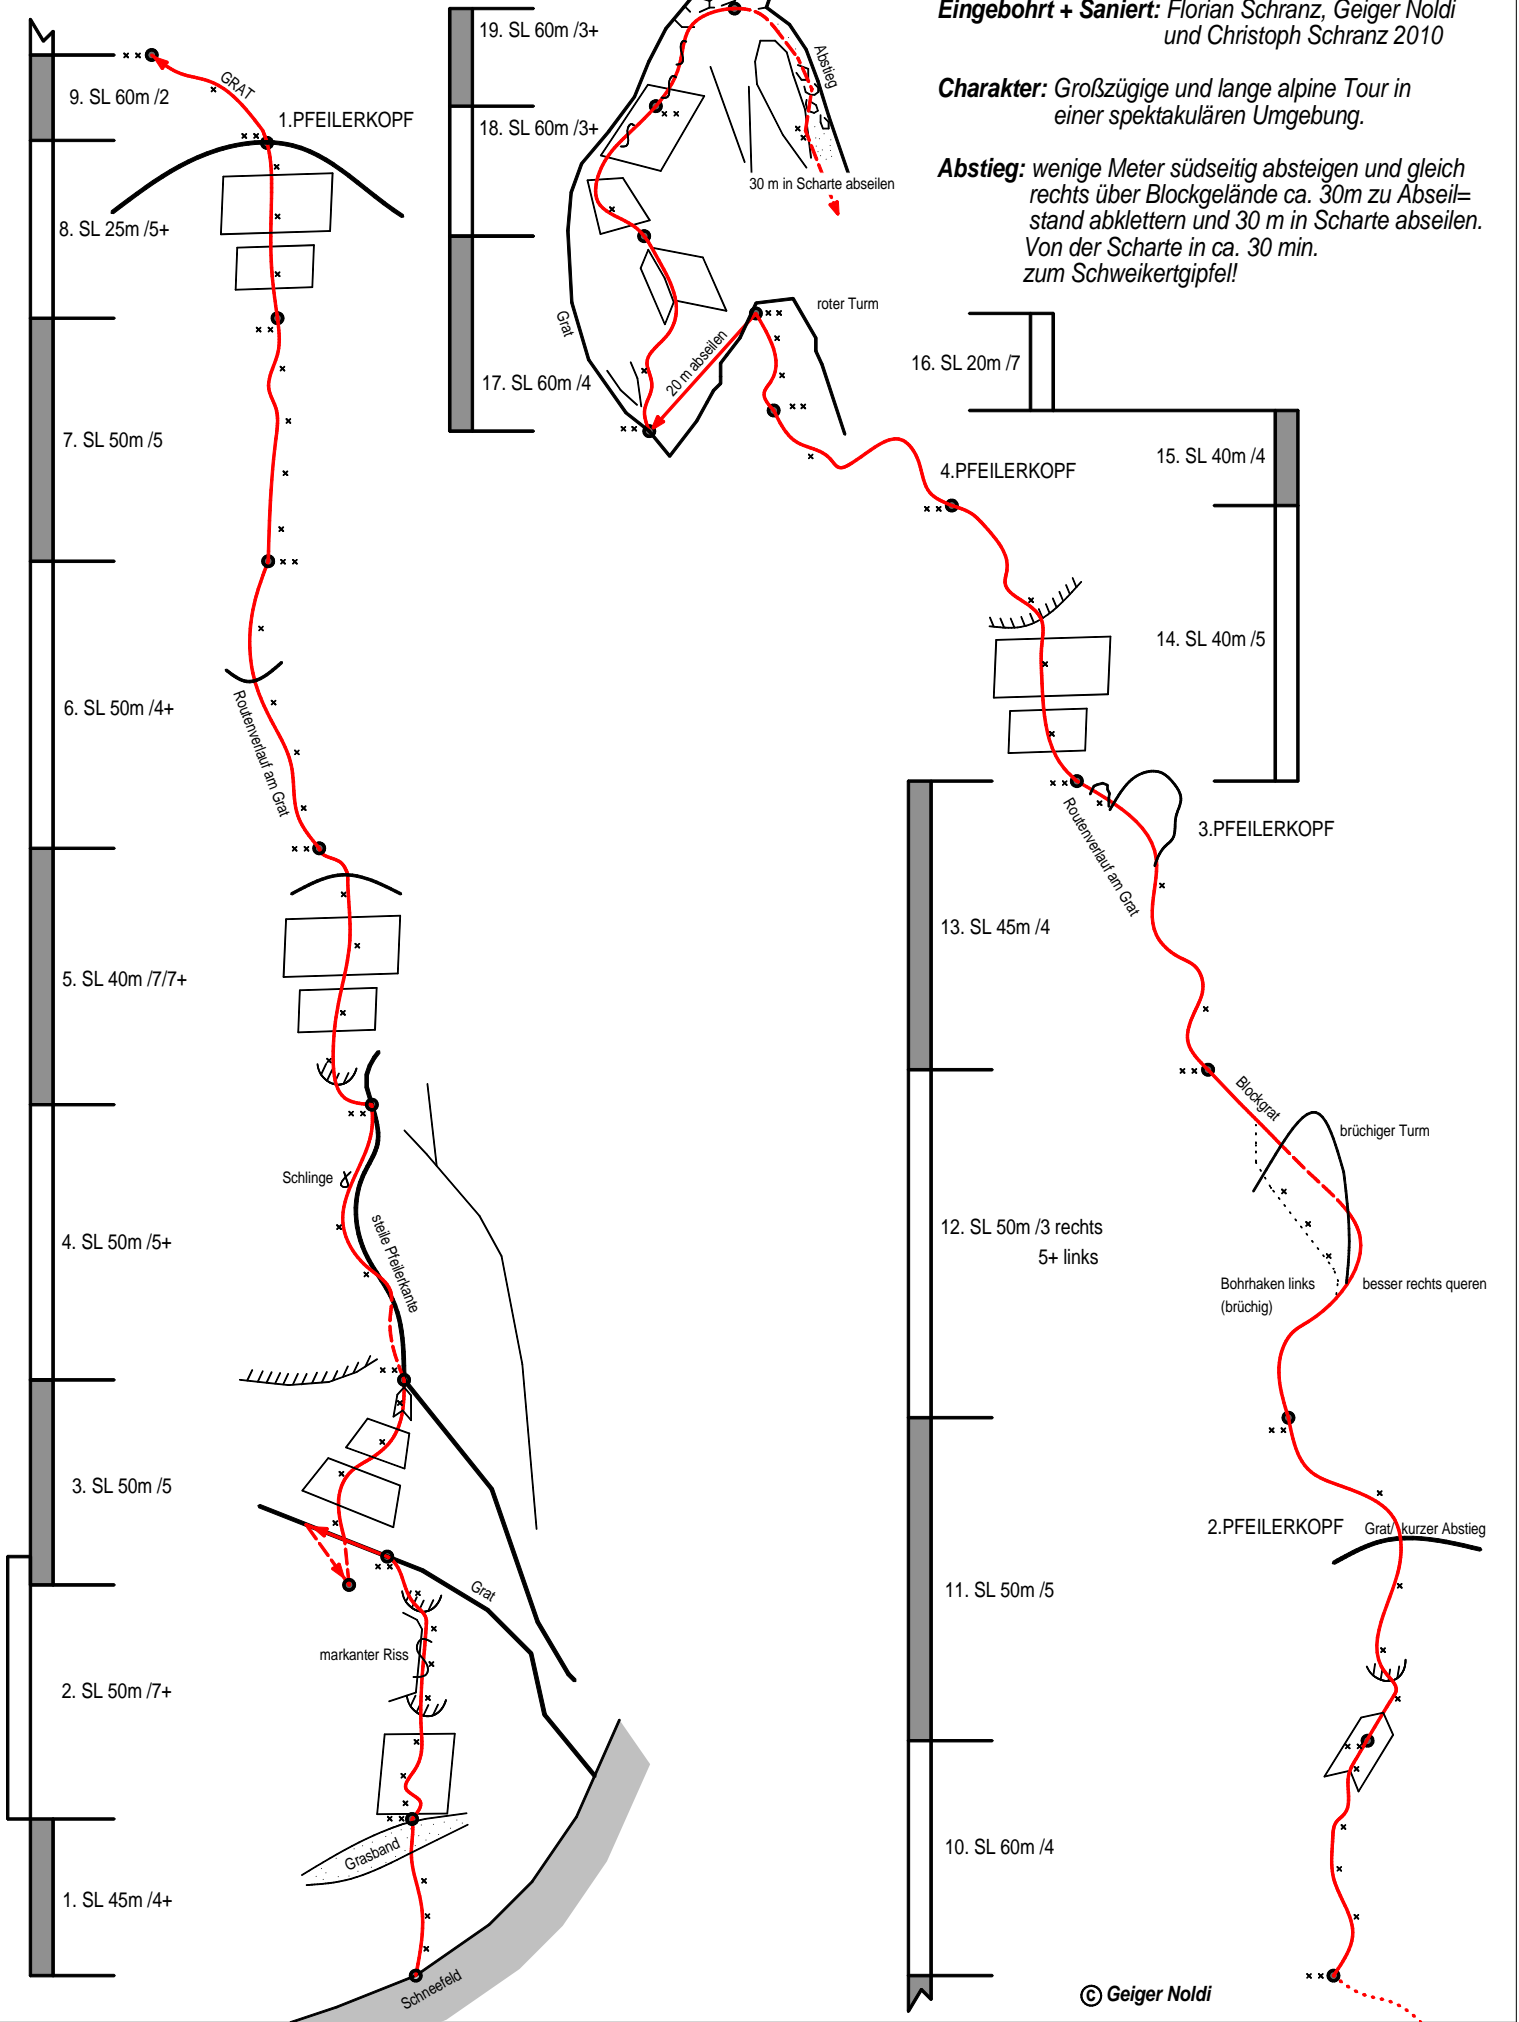 Eingebohrt + Saniert: Florian Schranz, Geiger Noldi
und Christoph Schranz 2010
Charakter: Großzügige und lange alpine Tour in
einer spektakulären Umgebung.
Abstieg: wenige Meter südseitig absteigen und gleich
rechts über Blockgelände ca. 30m zu Abseil=
stand abklettern und 30 m in Scharte abseilen.
Von der Scharte in ca. 30 min.
zum Schweikertgipfel!
9. SL 60m /2
GRAT
1.PFEILERKOPF
8. SL 25m /5+
7. SL 50m /5
6. SL 50m /4+
Routenverlauf am Grat
5. SL 40m /7/7+
Schlinge
steile Pfeilerkante
4. SL 50m /5+
3. SL 50m /5
Grat
markanter Riss
2. SL 50m /7+
Grasband
1. SL 45m /4+
Schneefeld
19. SL 60m /3+
Abstieg
18. SL 60m /3+
30 m in Scharte abseilen
Grat
roter Turm
20 m abseilen
17. SL 60m /4
16. SL 20m /7
15. SL 40m /4
4.PFEILERKOPF
14. SL 40m /5
3.PFEILERKOPF
Routenverlauf am Grat
13. SL 45m /4
Blockgrat
brüchiger Turm
12. SL 50m /3 rechts
5+ links
Bohrhaken links
(brüchig)
besser rechts queren
2.PFEILERKOPF
Grat/ kurzer Abstieg
11. SL 50m /5
10. SL 60m /4
© Geiger Noldi